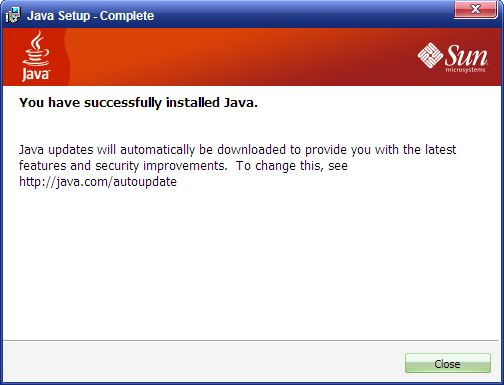 Java Setup - Complete
Java
Sun
microsystems
You have successfully installed Java.
Java updates will automatically be downloaded to provide you with the latest
features and security improvements.  To change this, see
http://java.com/autoupdate
Close